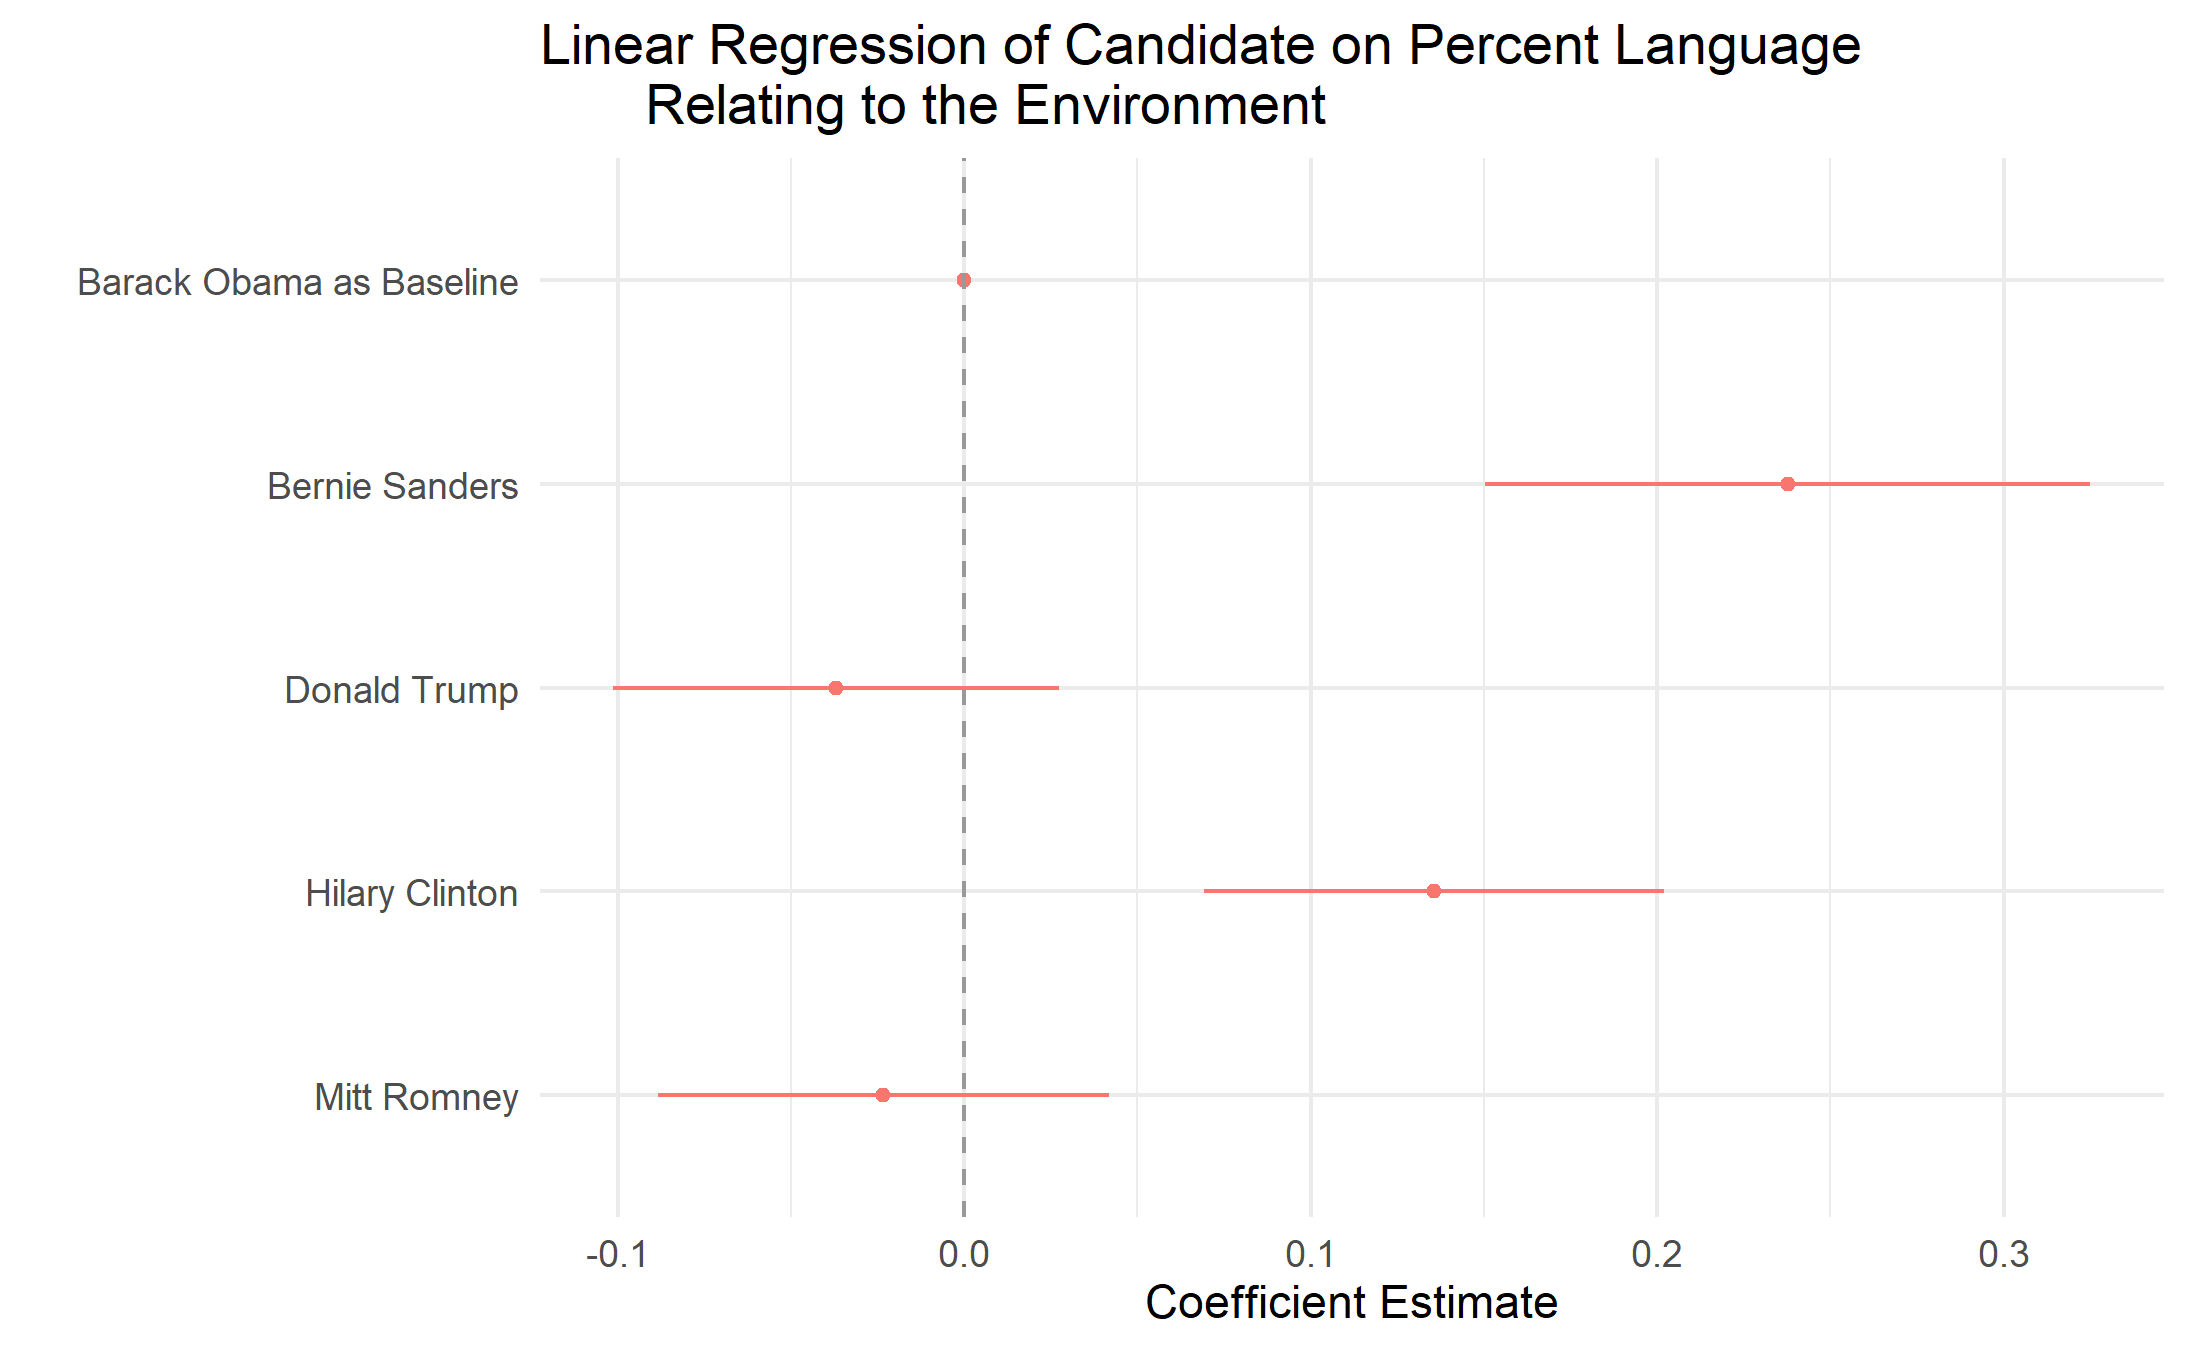 Linear Regression of Candidate on Percent Language
Relating to the Environment
Barack Obama as Baseline
Bernie Sanders
Donald Trump
Hilary Clinton
Mitt Romney
-0.1 0.0 0.1 0.2 0.3
Coefficient Estimate